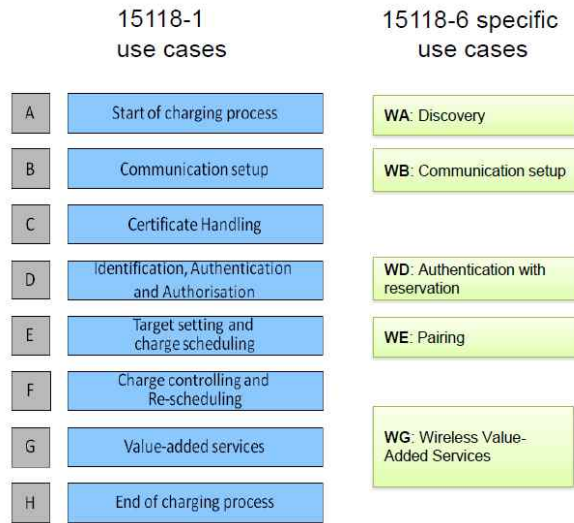 15118-1
use cases
15118-6 specific
use cases
A
Start of charging process
WA: Discovery
B
Communication setup
WB: Communication setup
C
Certificate Handling
D
Identification, Authentication
and Authorisation
WD: Authentication with
reservation
E
Target setting and
charge scheduling
WE: Pairing
F
Charge controlling and
Re-scheduling
G
Value-added services
WG: Wireless Value-
Added Services
H
End of charging process